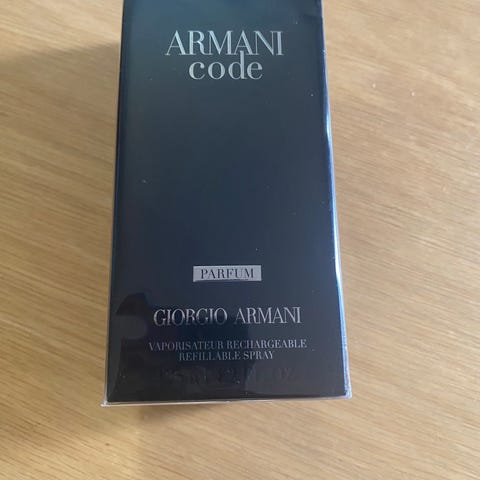 ARMANI
code
PARFUM
GIORGIO ARMANI
VAPORISATEUR RECHARGEABLE
REFILLABLE SPRAY